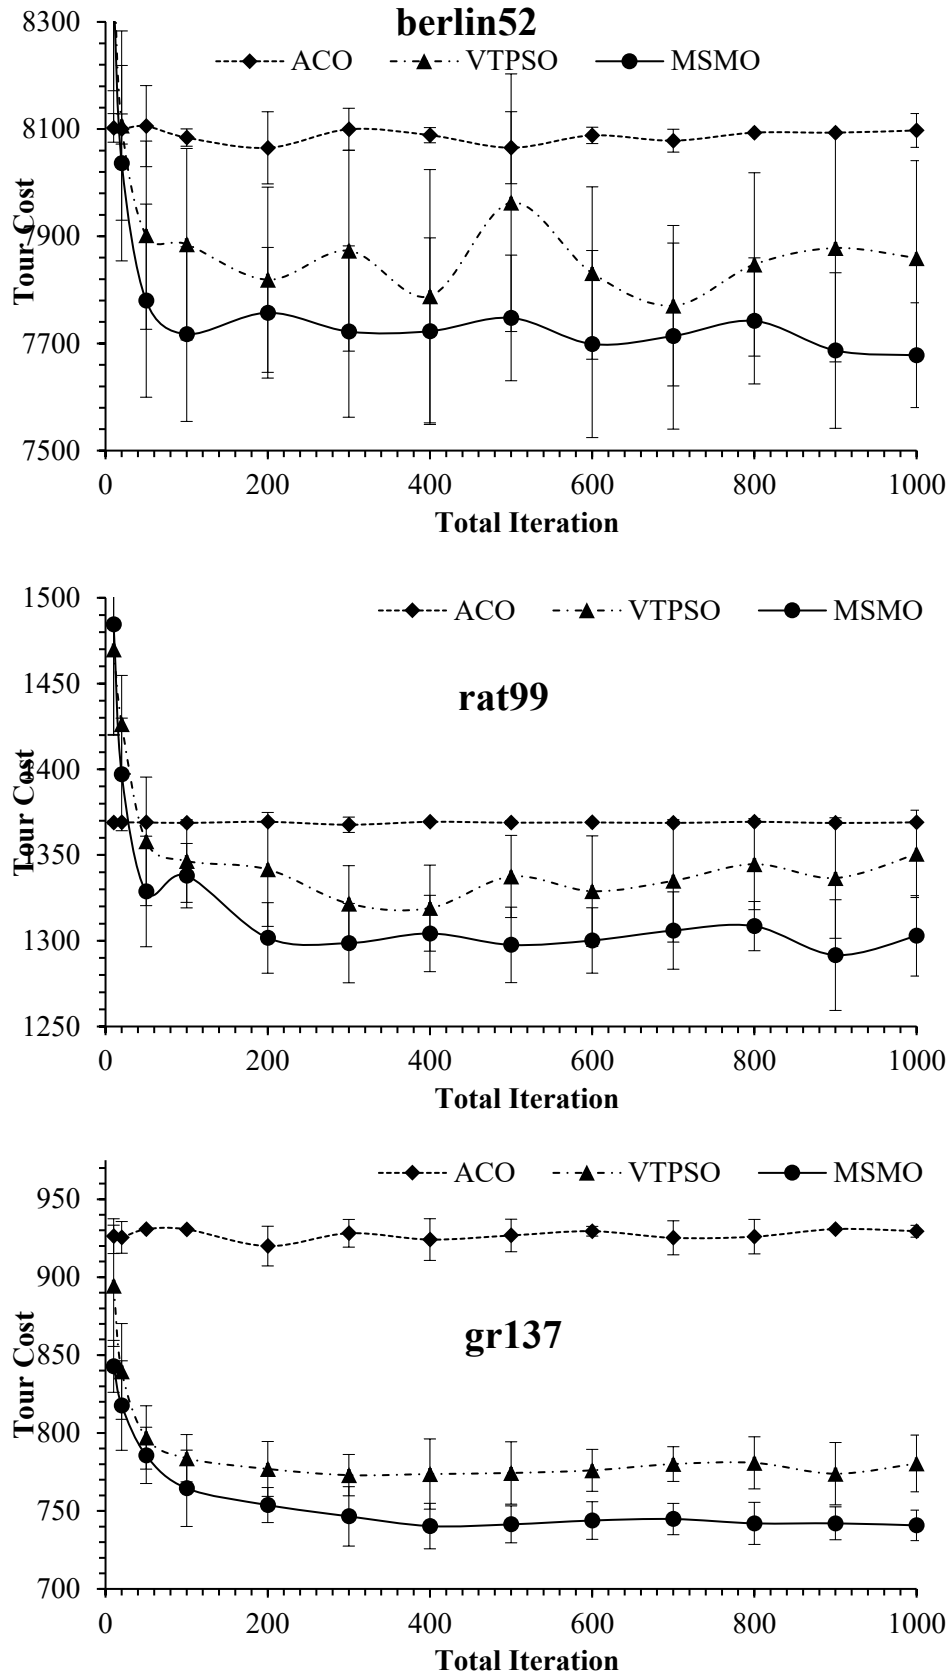 berlin52
8300
ACO VTPSO MSMO
8100
7900
7700
7500
Tour Cost
0 200 400 600 800 1000
Total Iteration
1500
ACO VTPSO MSMO
1450
rat99
1400
1350
1300
1250
Tour Cost
0 200 400 600 800 1000
Total Iteration
ACO VTPSO MSMO
950
900
gr137
850
800
750
700
Tour Cost
0 200 400 600 800 1000
Total Iteration